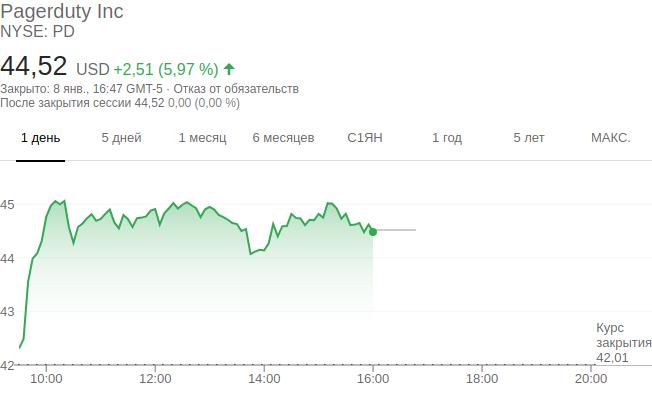 Pagerduty Inc
NYSE: PD
44,52 USD +2,51 (5,97 %)
Закрыто: 8 янв., 16:47 GMT-5 · Отказ от обязательств
После закрытия сессии 44,52 0,00 (0,00 %)
1 день 5 дней 1 месяц 6 месяцев С1ЯН 1 год 5 лет МАКС.
45
44
43
Курс
закрытия
42,01
42
10:00 12:00 14:00 16:00 18:00 20:00